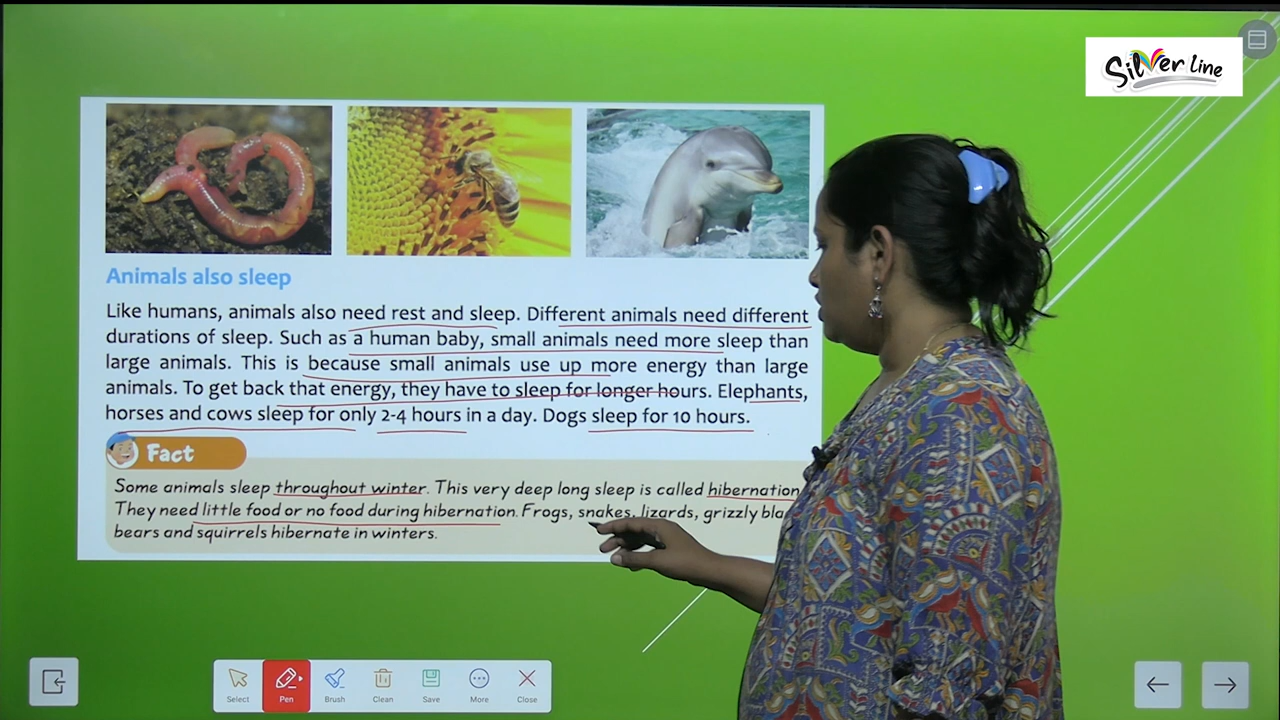 Silver Line
Animals also sleep
Like humans, animals also need rest and sleep. Different animals need different
durations of sleep. Such as a human baby, small animals need more sleep than
large animals. This is because small animals use up more energy than large
animals. To get back that energy, they have to sleep for longer hours. Elephants,
horses and cows sleep for only 2-4 hours in a day. Dogs sleep for 10 hours.
Fact
Some animals sleep throughout winter. This very deep long sleep is called hibernation
They need little food or no food during hibernation. Frogs, snakes, lizards, grizzly
bears and squirrels hibernate in winters.
Select Pen Brush Clean Save More Close